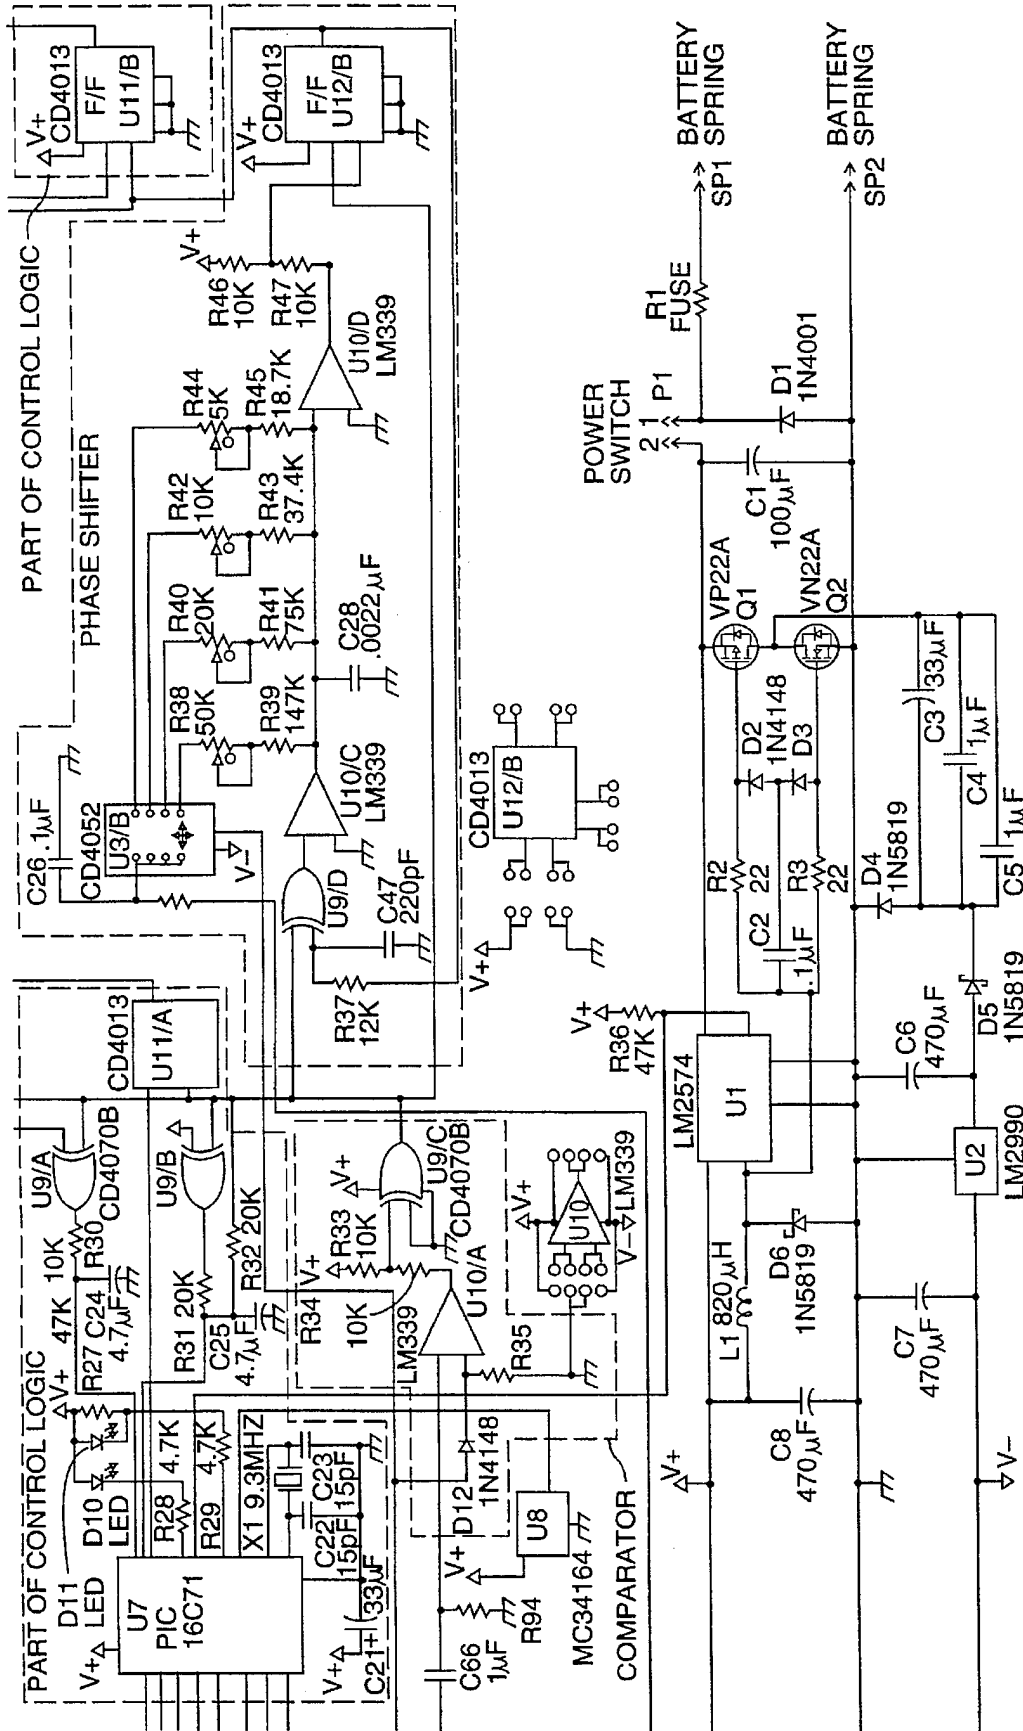 PART OF CONTROL LOGIC
V+
CD4013
F/F
U11/B
PHASE SHIFTER
V+
CD4013
F/F
U12/B
V+
R46
10K
R47
10K
U10/D
LM339
R44
5K
R45
18.7K
R42
10K
R43
37.4K
R40
20K
R41
75K
R38
50K
R39
147K
C28
.0022µF
C26 .1µF
CD4052
U3/B
V-
U10/C
LM339
U9/D
C47
220pF
R37
12K
CD4013
U12/B
V+
BATTERY
SPRING
SP1
BATTERY
SPRING
SP2
R1
FUSE
POWER
SWITCH
P1
1
2
D1
1N4001
C1
100µF
VP22A
Q1
VN22A
Q2
D2
1N4148
D3
R2
22
C2
.1µF
R3
22
C3
33µF
C4
1µF
C5
1µF
D4
1N5819
D5
1N5819
C6
470µF
V+
R36
47K
LM2574
U1
U2
LM2990
L1 820µH
D6
1N5819
C7
470µF
C8
470µF
V+
V-
PART OF CONTROL LOGIC
CD4013
U11/A
U9/A
CD4070B
U9/B
10K
R30
47K
R27
C24
4.7µF
R31 20K
R32 20K
C25
4.7µF
V+
D11
LED
D10
LED
R28
4.7K
R29
4.7K
X1 9.3MHZ
C22
15pF
C23
15pF
U7
PIC
16C71
V+
V+
C21+
33µF
V+
R33
10K
V+
R34
10K
U9/C
CD4070B
LM339
U10/A
R35
D12
1N4148
V+
U10
LM339
V-
V+
U8
MC34164
R94
C66
1µF
COMPARATOR